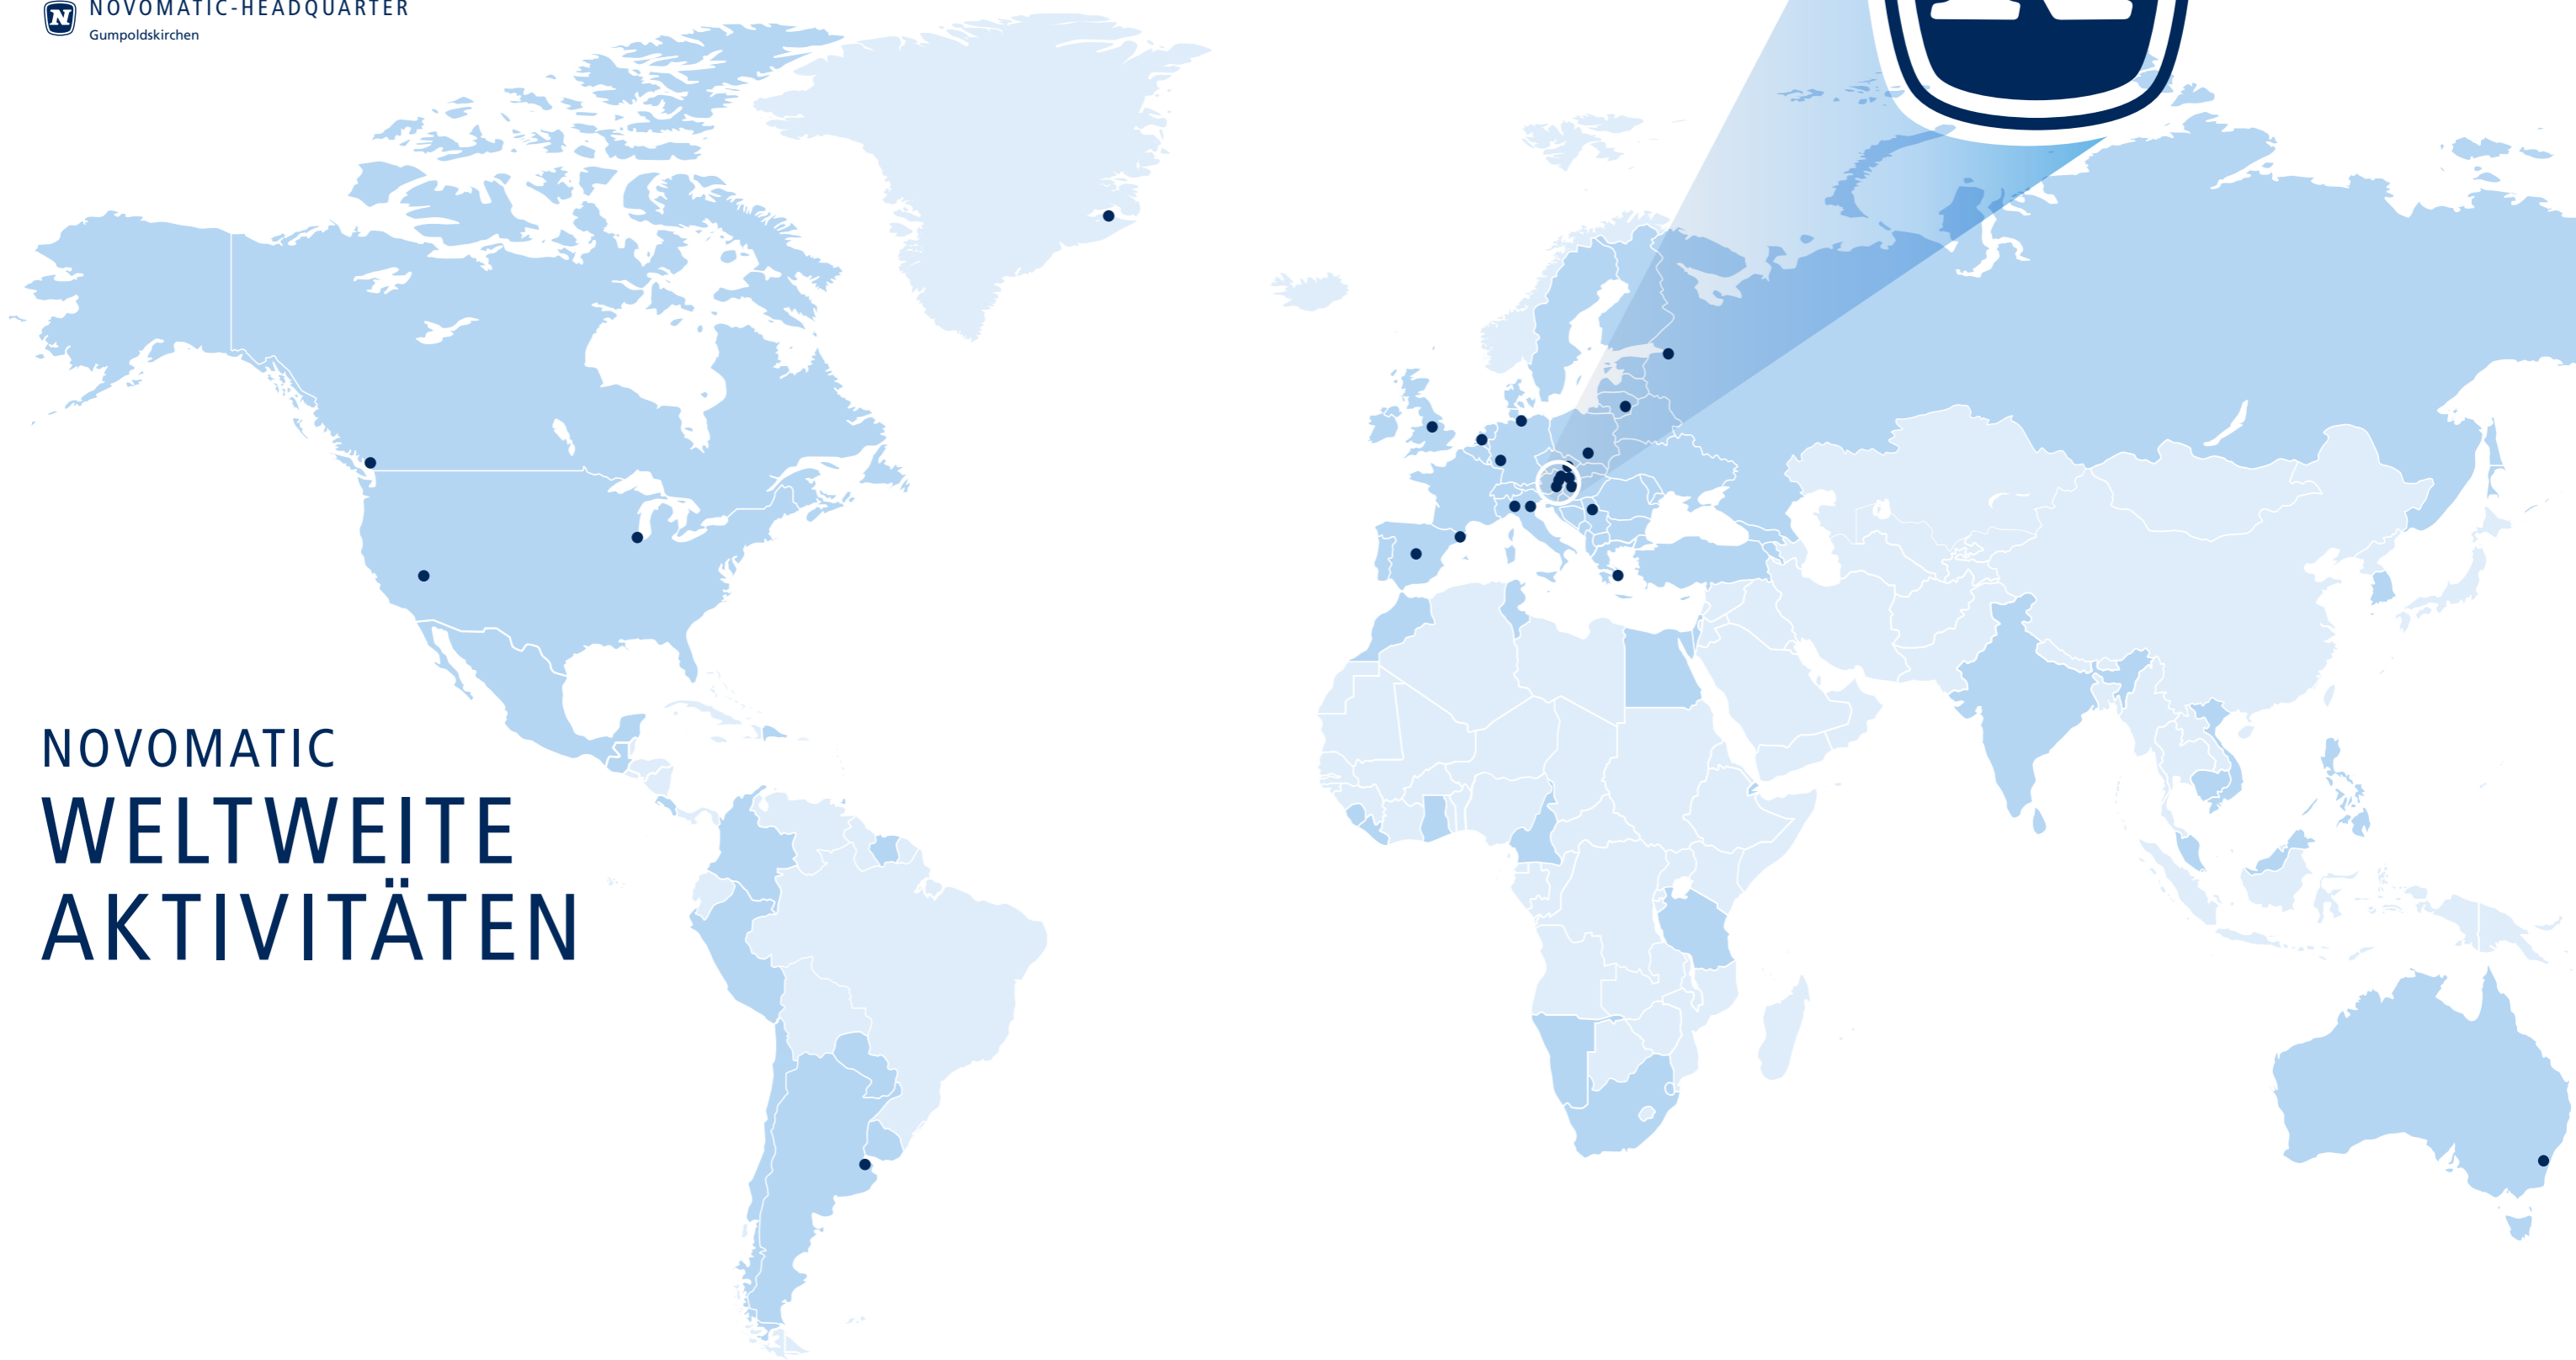 N NOVOMATIC-HEADQUARTER
Gumpoldskirchen
NOVOMATIC
WELTWEITE
AKTIVITÄTEN